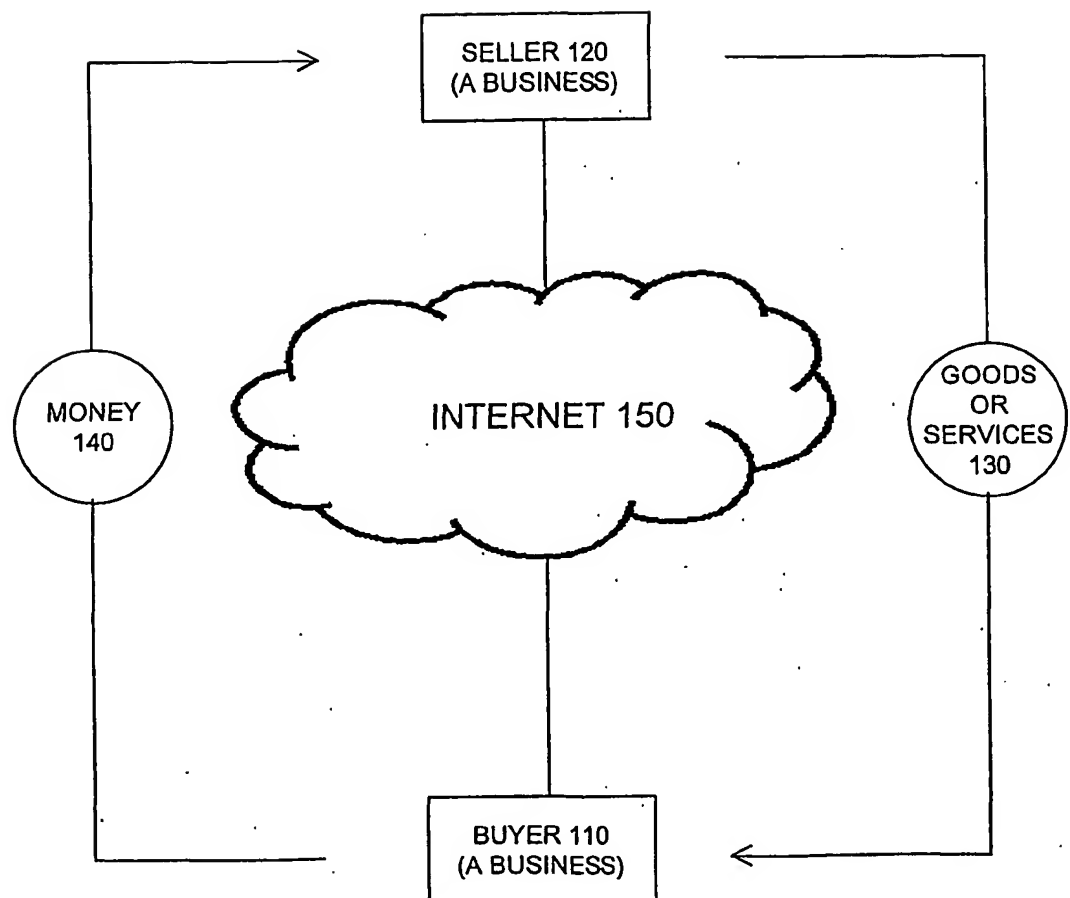 SELLER 120
(A BUSINESS)
MONEY
140
INTERNET 150
GOODS
OR
SERVICES
130
BUYER 110
(A BUSINESS)